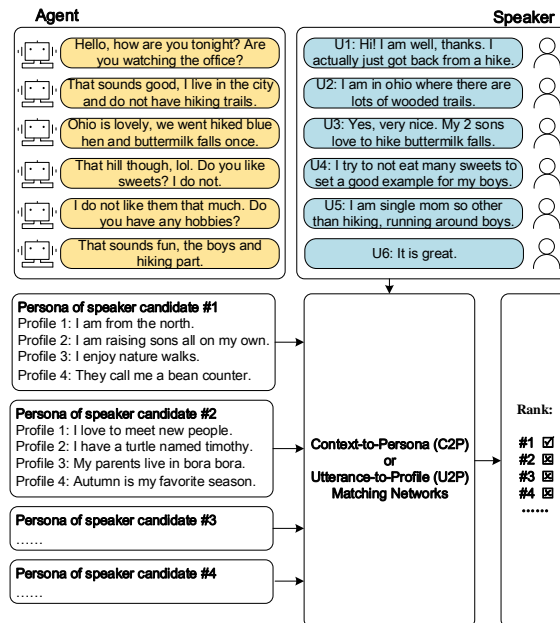 Agent
Speaker
Hello, how are you tonight? Are
you watching the office?
U1: Hi! I am well, thanks. I
actually just got back from a hike.
That sounds good, I live in the city
and do not have hiking trails.
U2: I am in ohio where there are
lots of wooded trails.
Ohio is lovely, we went hiked blue
hen and buttermilk falls once.
U3: Yes, very nice. My 2 sons
love to hike buttermilk falls.
That hill though, lol. Do you like
sweets? I do not.
U4: I try to not eat many sweets to
set a good example for my boys.
I do not like them that much. Do
you have any hobbies?
U5: I am single mom so other
than hiking, running around boys.
That sounds fun, the boys and
hiking part.
U6: It is great.
Persona of speaker candidate #1
Profile 1: I am from the north.
Profile 2: I am raising sons all on my own.
Profile 3: I enjoy nature walks.
Profile 4: They call me a bean counter.
Persona of speaker candidate #2
Profile 1: I love to meet new people.
Profile 2: I have a turtle named timothy.
Profile 3: My parents live in bora bora.
Profile 4: Autumn is my favorite season.
Persona of speaker candidate #3
......
Persona of speaker candidate #4
......
Context-to-Persona (C2P)
or
Utterance-to-Profile (U2P)
Matching Networks
Rank:
#1 ☑
#2 ☒
#3 ☒
#4 ☒
......